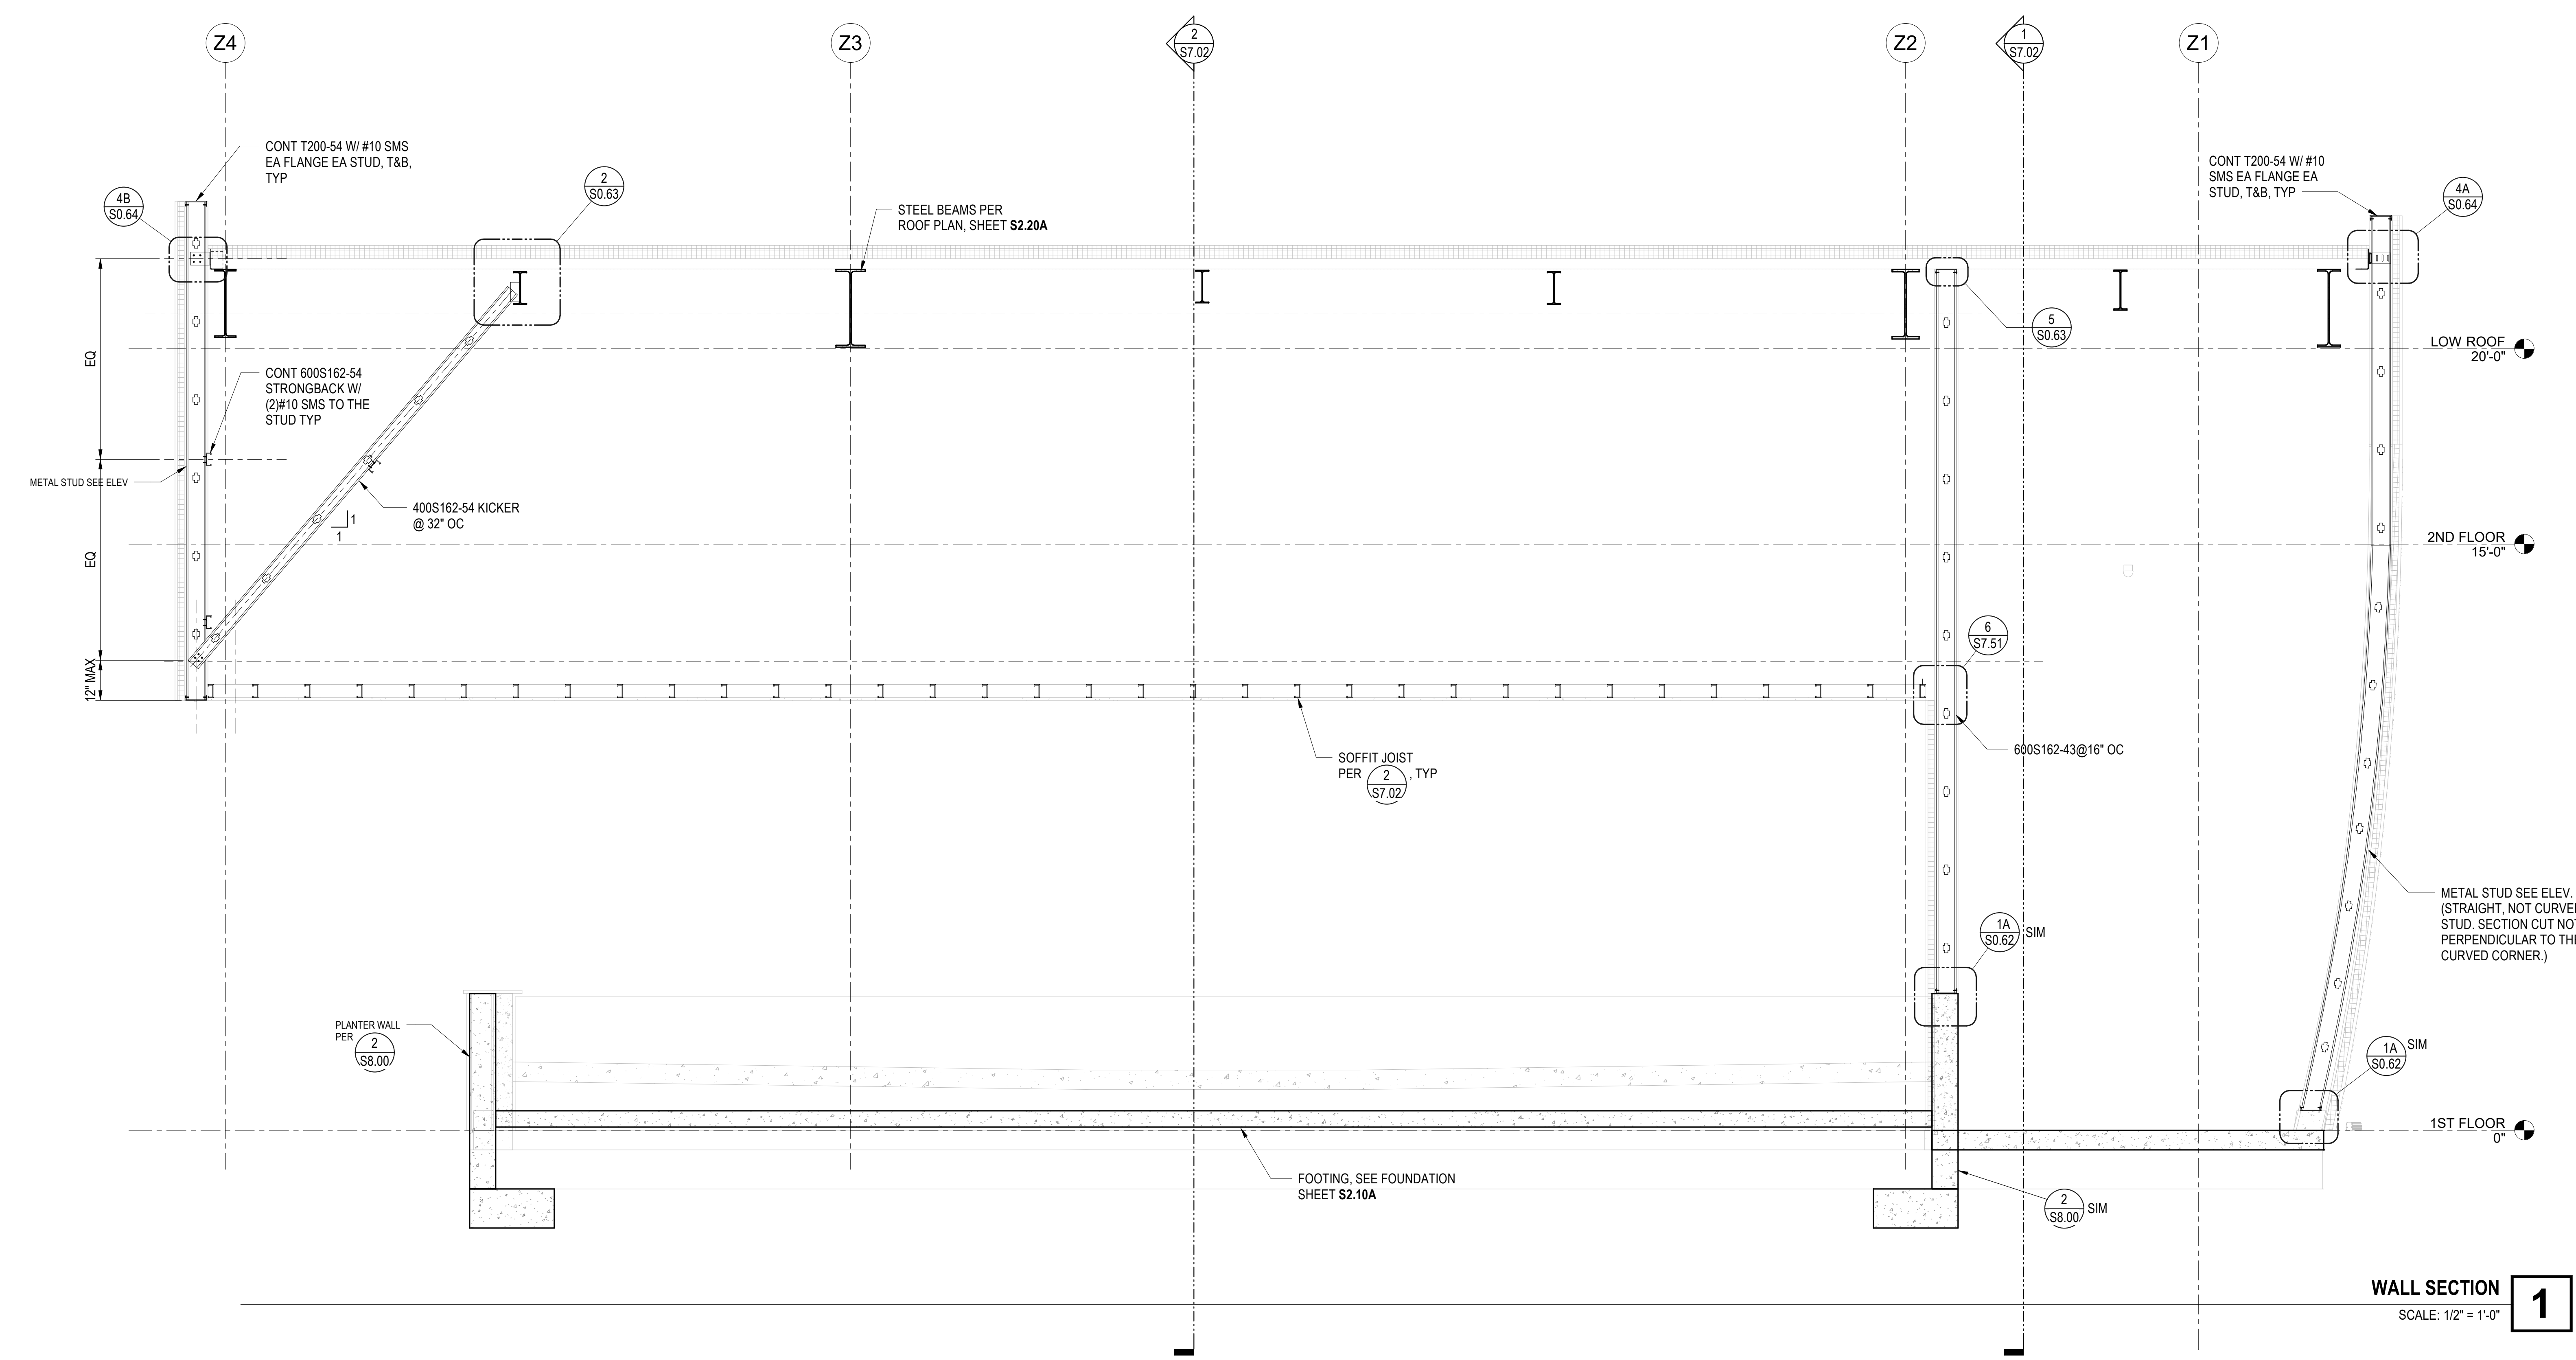 Z4
Z3
2
S7.02
Z2
1
S7.02
Z1
CONT T200-54 W/ #10 SMS
EA FLANGE EA STUD, T&B,
TYP
2
S0.63
4B
S0.64
STEEL BEAMS PER
ROOF PLAN, SHEET S2.20A
CONT T200-54 W/ #10
SMS EA FLANGE EA
STUD, T&B, TYP
4A
S0.64
5
S0.63
LOW ROOF
20'-0"
EQ
CONT 600S162-54
STRONGBACK W/
(2)#10 SMS TO THE
STUD TYP
METAL STUD SEE ELEV
400S162-54 KICKER
@ 32" OC
1
1
2ND FLOOR
15'-0"
EQ
12" MAX
6
S7.51
SOFFIT JOIST
PER 2 , TYP
S7.02
600S162-43@16" OC
METAL STUD SEE ELEV.
(STRAIGHT, NOT CURVE
STUD. SECTION CUT NO
PERPENDICULAR TO TH
CURVED CORNER.)
1A
S0.62
SIM
PLANTER WALL
PER 2
S8.00
1A
S0.62
SIM
1ST FLOOR
0"
FOOTING, SEE FOUNDATION
SHEET S2.10A
2
S8.00
SIM
WALL SECTION
SCALE: 1/2" = 1'-0"
1